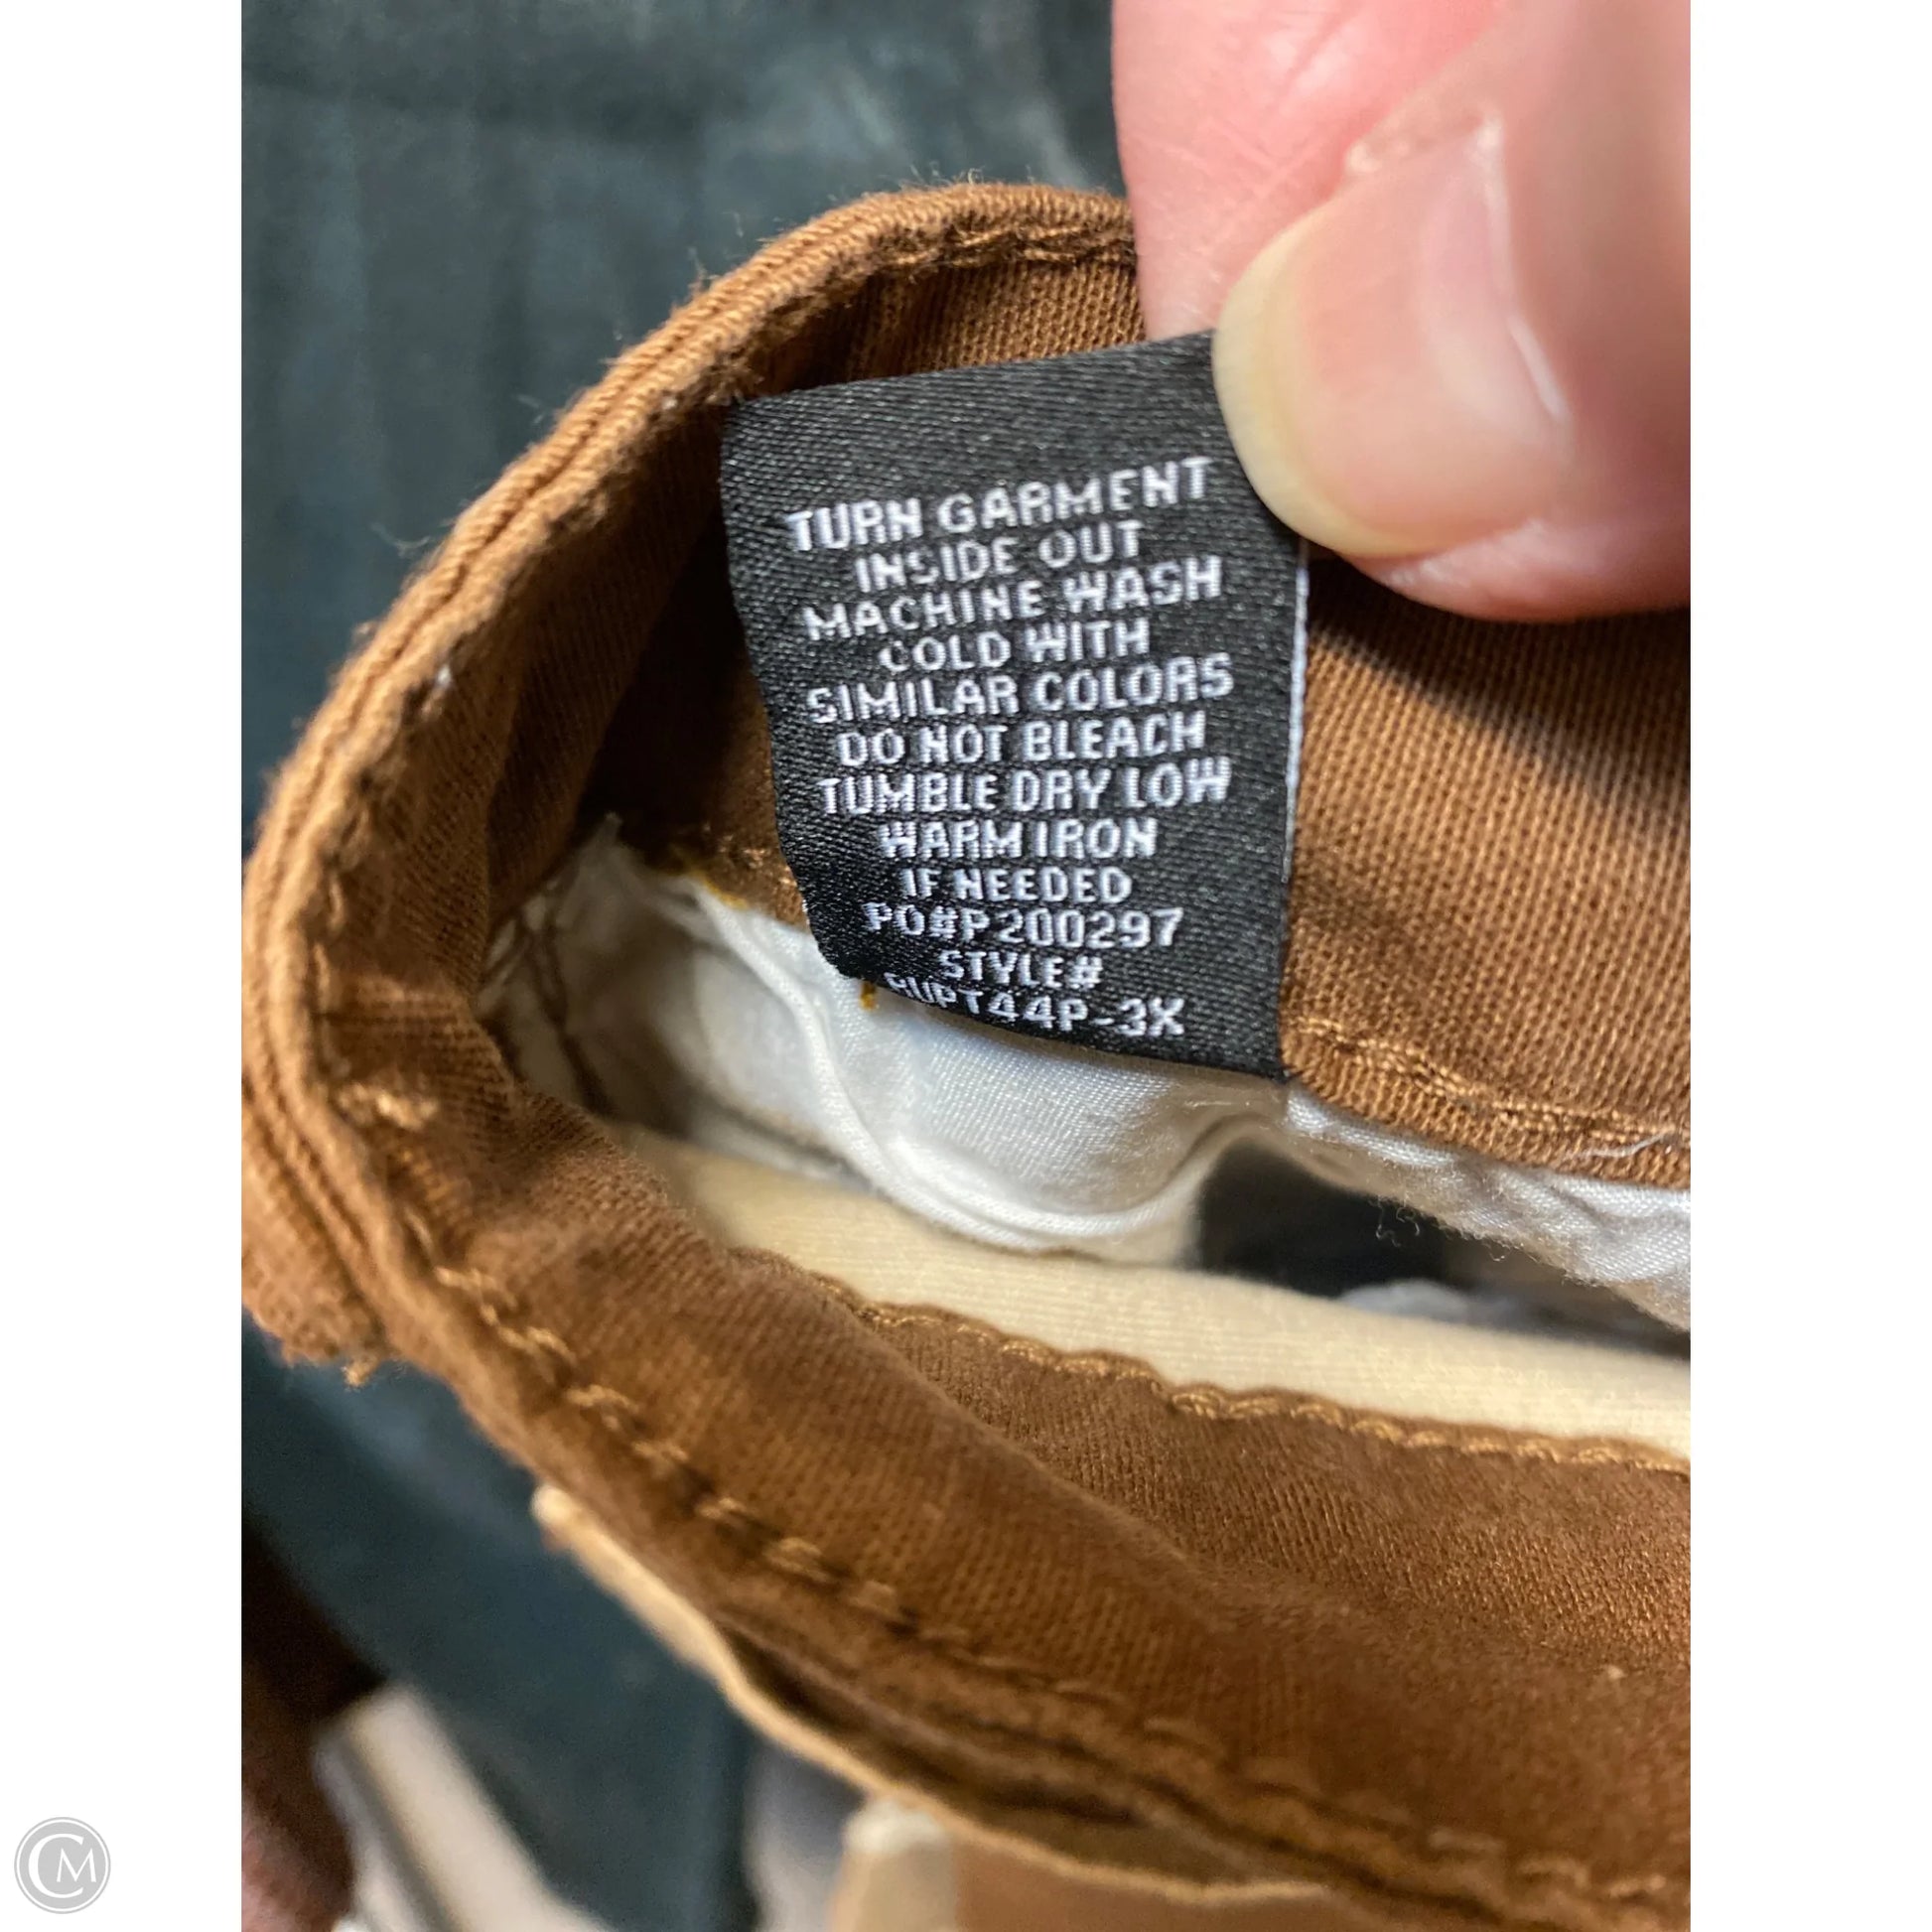 TURN GARMENT
INSIDE OUT
MACHINE WASH
COLD WITH
SIMILAR COLORS
DO NOT BLEACH
TUMBLE DRY LOW
WARM IRON
IF NEEDED
PO#P200297
STYLE#
CM